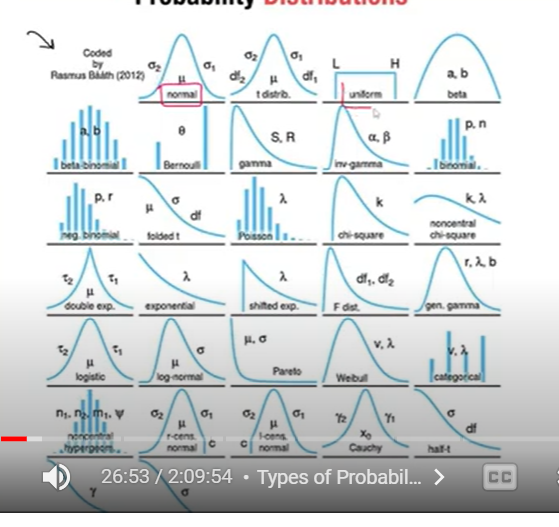 Probability Distributions
Coded
by
Rasmus Bååth (2012)
σ2 σ1
μ
normal
σ2 σ1
df2 μ df1
t distrib.
L H
uniform
a, b
beta
a, b
beta-binomial
θ
Bernoulli
S, R
gamma
α, β
inv-gamma
p, n
binomial
p, r
neg. binomial
μ σ df
folded t
λ
Poisson
k
chi-square
k, λ
noncentral
chi-square
τ2 τ1
μ
double exp.
λ
exponential
λ
shifted exp.
df1, df2
F dist.
r, λ, b
gen. gamma
τ2 τ1
μ
logistic
σ
μ
log-normal
μ, σ
Pareto
v, λ
Weibull
v, λ
categorical
n1, n2, m1, ψ
noncentral
hypergeom.
σ2 σ1
μ
r-cens.
normal c
σ2 σ1
μ
l-cens.
c normal
γ2 γ1
x0
Cauchy
σ
df
half-t
26:53 / 2:09:54 • Types of Probabil... >
CC
γ σ